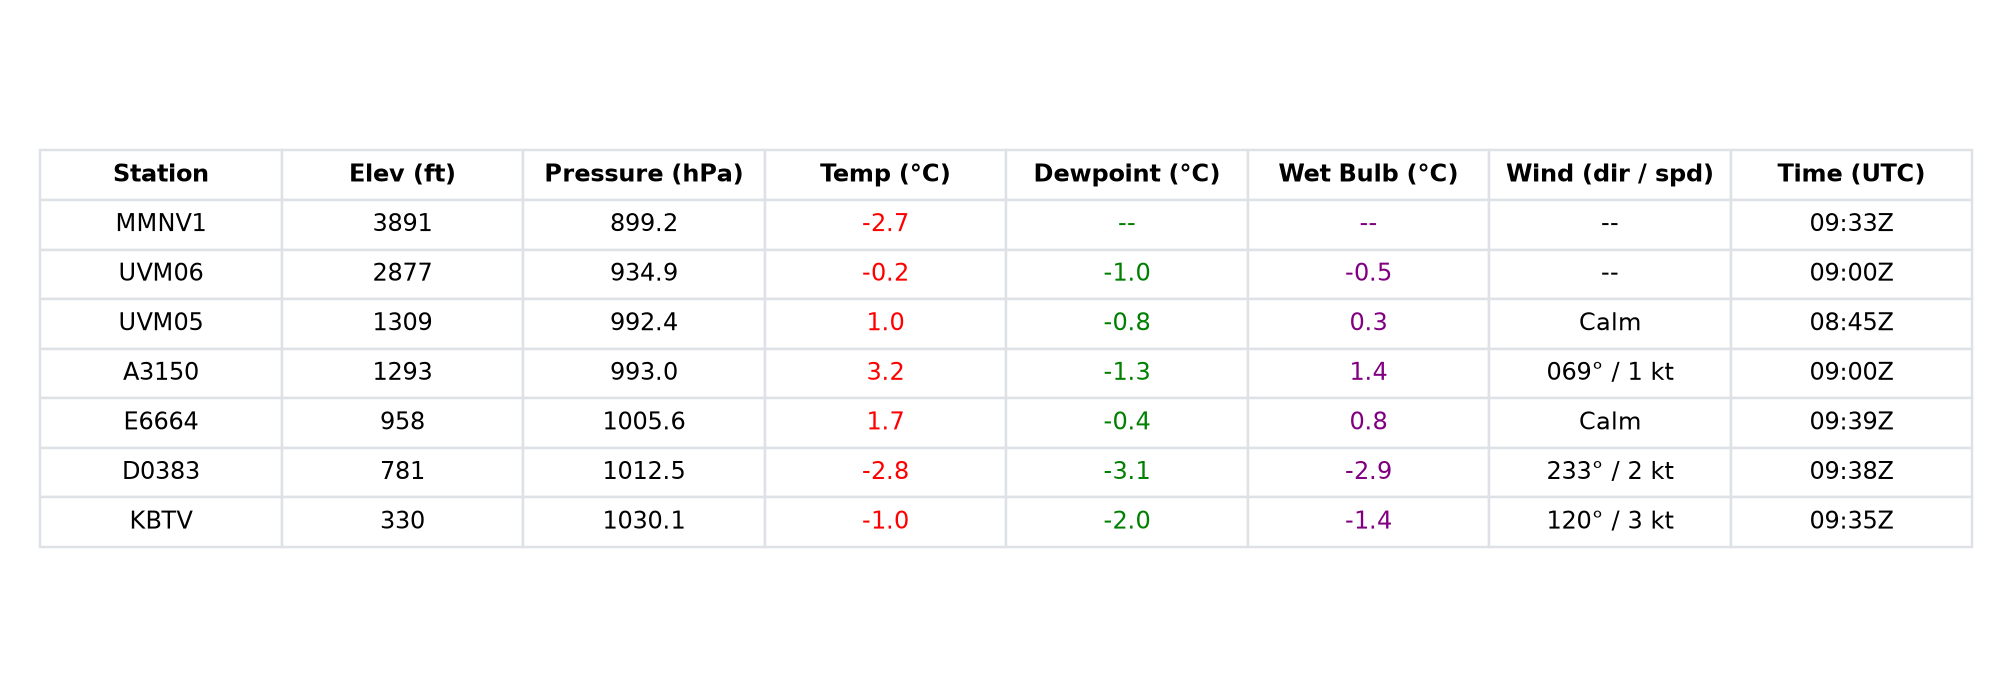 Station Elev (ft) Pressure (hPa) Temp (°C) Dewpoint (°C) Wet Bulb (°C) Wind (dir / spd) Time (UTC)
MMNV1 3891 899.2 -2.7 -- -- -- 09:33Z
UVM06 2877 934.9 -0.2 -1.0 -0.5 -- 09:00Z
UVM05 1309 992.4 1.0 -0.8 0.3 Calm 08:45Z
A3150 1293 993.0 3.2 -1.3 1.4 069° / 1 kt 09:00Z
E6664 958 1005.6 1.7 -0.4 0.8 Calm 09:39Z
D0383 781 1012.5 -2.8 -3.1 -2.9 233° / 2 kt 09:38Z
KBTV 330 1030.1 -1.0 -2.0 -1.4 120° / 3 kt 09:35Z